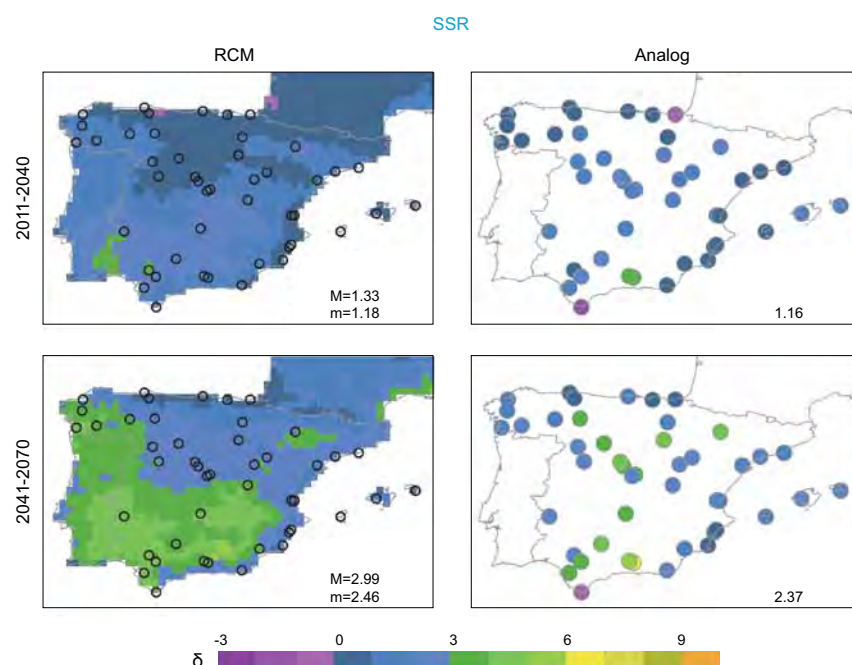 SSR
RCM
Analog
2011-2040
M=1.33
m=1.18
1.16
2041-2070
M=2.99
m=2.46
2.37
δ
-3 0 3 6 9